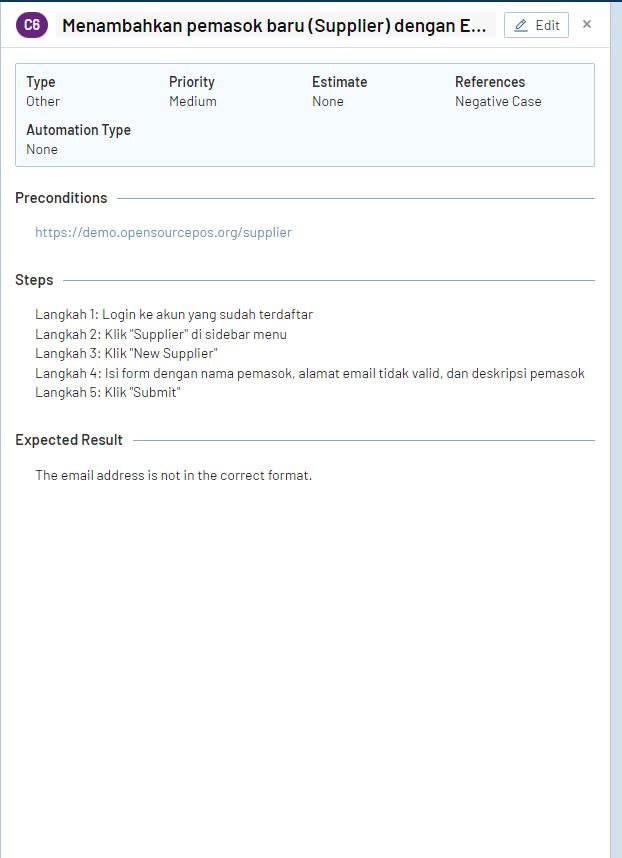 C6 Menambahkan pemasok baru (Supplier) dengan E... Edit ×
Type Priority Estimate References
Other Medium None Negative Case
Automation Type
None
Preconditions
https://demo.opensourcepos.org/supplier
Steps
Langkah 1: Login ke akun yang sudah terdaftar
Langkah 2: Klik "Supplier" di sidebar menu
Langkah 3: Klik "New Supplier"
Langkah 4: Isi form dengan nama pemasok, alamat email tidak valid, dan deskripsi pemasok
Langkah 5: Klik "Submit"
Expected Result
The email address is not in the correct format.